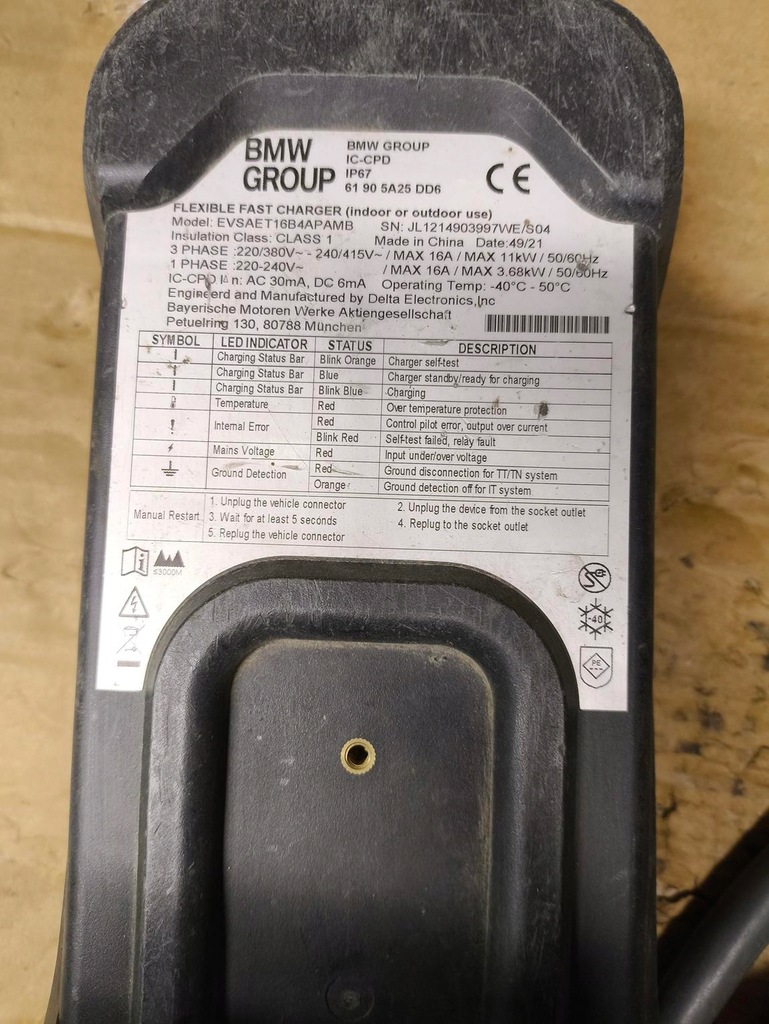 BMW GROUP
BMW GROUP
IC-CPD
IP67
61 90 5A25 DD6
CE
FLEXIBLE FAST CHARGER (indoor or outdoor use)
Model: EVSAET16B4APAMB SN: JL1214903997WE/S04
Insulation Class: CLASS 1 Made in China Date:49/21
3 PHASE :220/380V~ - 240/415V~ / MAX 16A / MAX 11kW / 50/60Hz
1 PHASE :220-240V~ / MAX 16A / MAX 3.68kW / 50/60Hz
IC-CPD n: AC 30mA, DC 6mA Operating Temp: -40°C - 50°C
Engineerd and Manufactured by Delta Electronics,Inc
Bayerische Motoren Werke Aktiengesellschaft
Petuelring 130, 80788 München
SYMBOL LED INDICATOR STATUS DESCRIPTION
Charging Status Bar Blink Orange Charger self-test
Charging Status Bar Blue Charger standby/ready for charging
Charging Status Bar Blink Blue Charging
Temperature Red Over temperature protection
! Internal Error Red Control pilot error, output over current
Blink Red Self-test failed, relay fault
Mains Voltage Red Input under/over voltage
Ground Detection Red Ground disconnection for TT/TN system
Orange Ground detection off for IT system
Manual Restart
1. Unplug the vehicle connector 2. Unplug the device from the socket outlet
3. Wait for at least 5 seconds 4. Replug to the socket outlet
5. Replug the vehicle connector
≤3000M
-40
PE